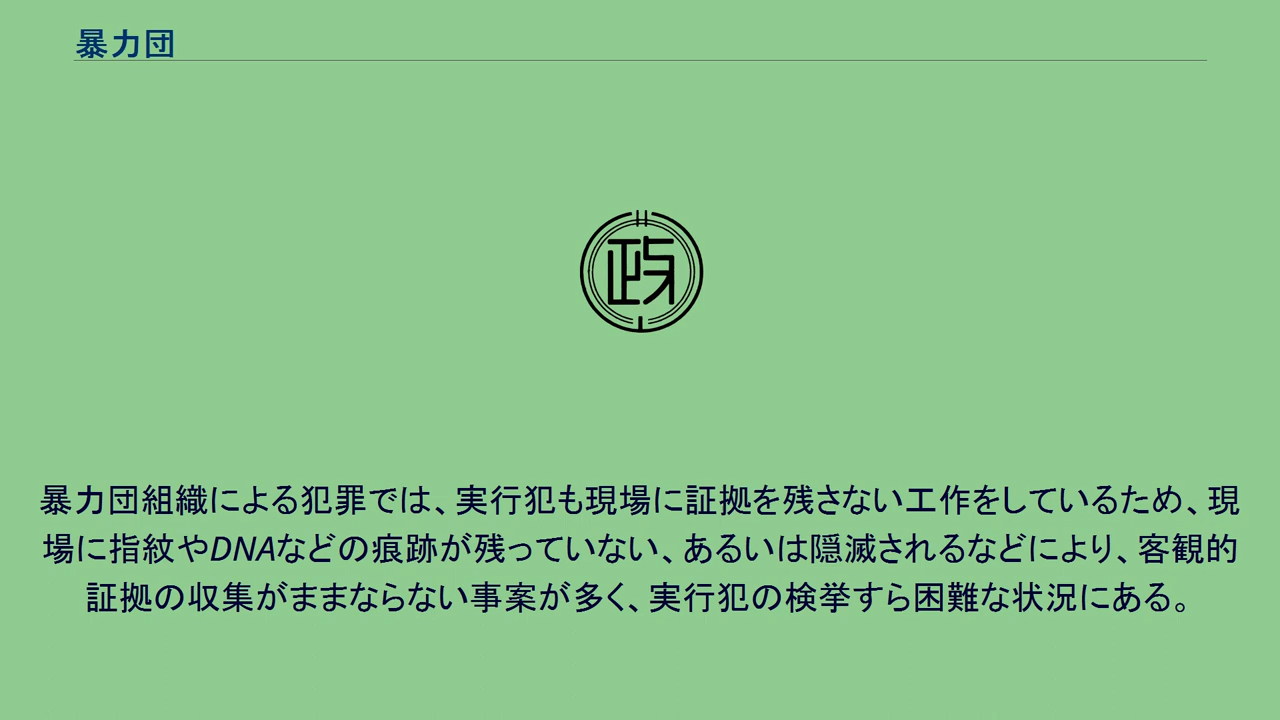 暴力団
政
暴力団組織による犯罪では、実行犯も現場に証拠を残さない工作をしているため、現
場に指紋やDNAなどの痕跡が残っていない、あるいは隠滅されるなどにより、客観的
証拠の収集がままならない事案が多く、実行犯の検挙すら困難な状況にある。